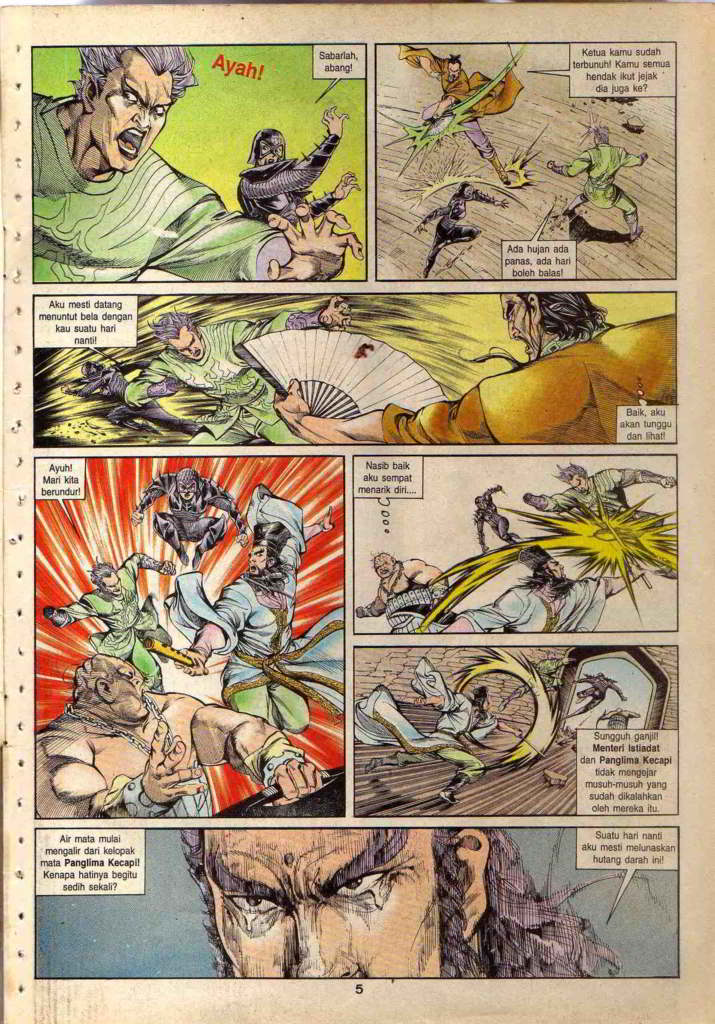 Ayah!
Sabarlah,
abang!
Ketua kamu sudah
terbunuh! Kamu semua
hendak ikut jejak
dia juga ke?
Ada hujan ada
panas, ada hari
boleh balas!
Aku mesti datang
menuntut bela dengan
kau suatu hari
nanti!
Baik, aku
akan tunggu
dan lihat!
Ayuh!
Mari kita
berundur!
Nasib baik
aku sempat
menarik diri....
Sungguh ganjil!
Menteri Istiadat
dan Panglima Kecapi
tidak mengejar
musuh-musuh yang
sudah dikalahkan
oleh mereka itu.
Air mata mulai
mengalir dari kelopak
mata Panglima Kecapi!
Kenapa hatinya begitu
sedih sekali?
Suatu hari nanti
aku mesti melunaskan
hutang darah ini!
5